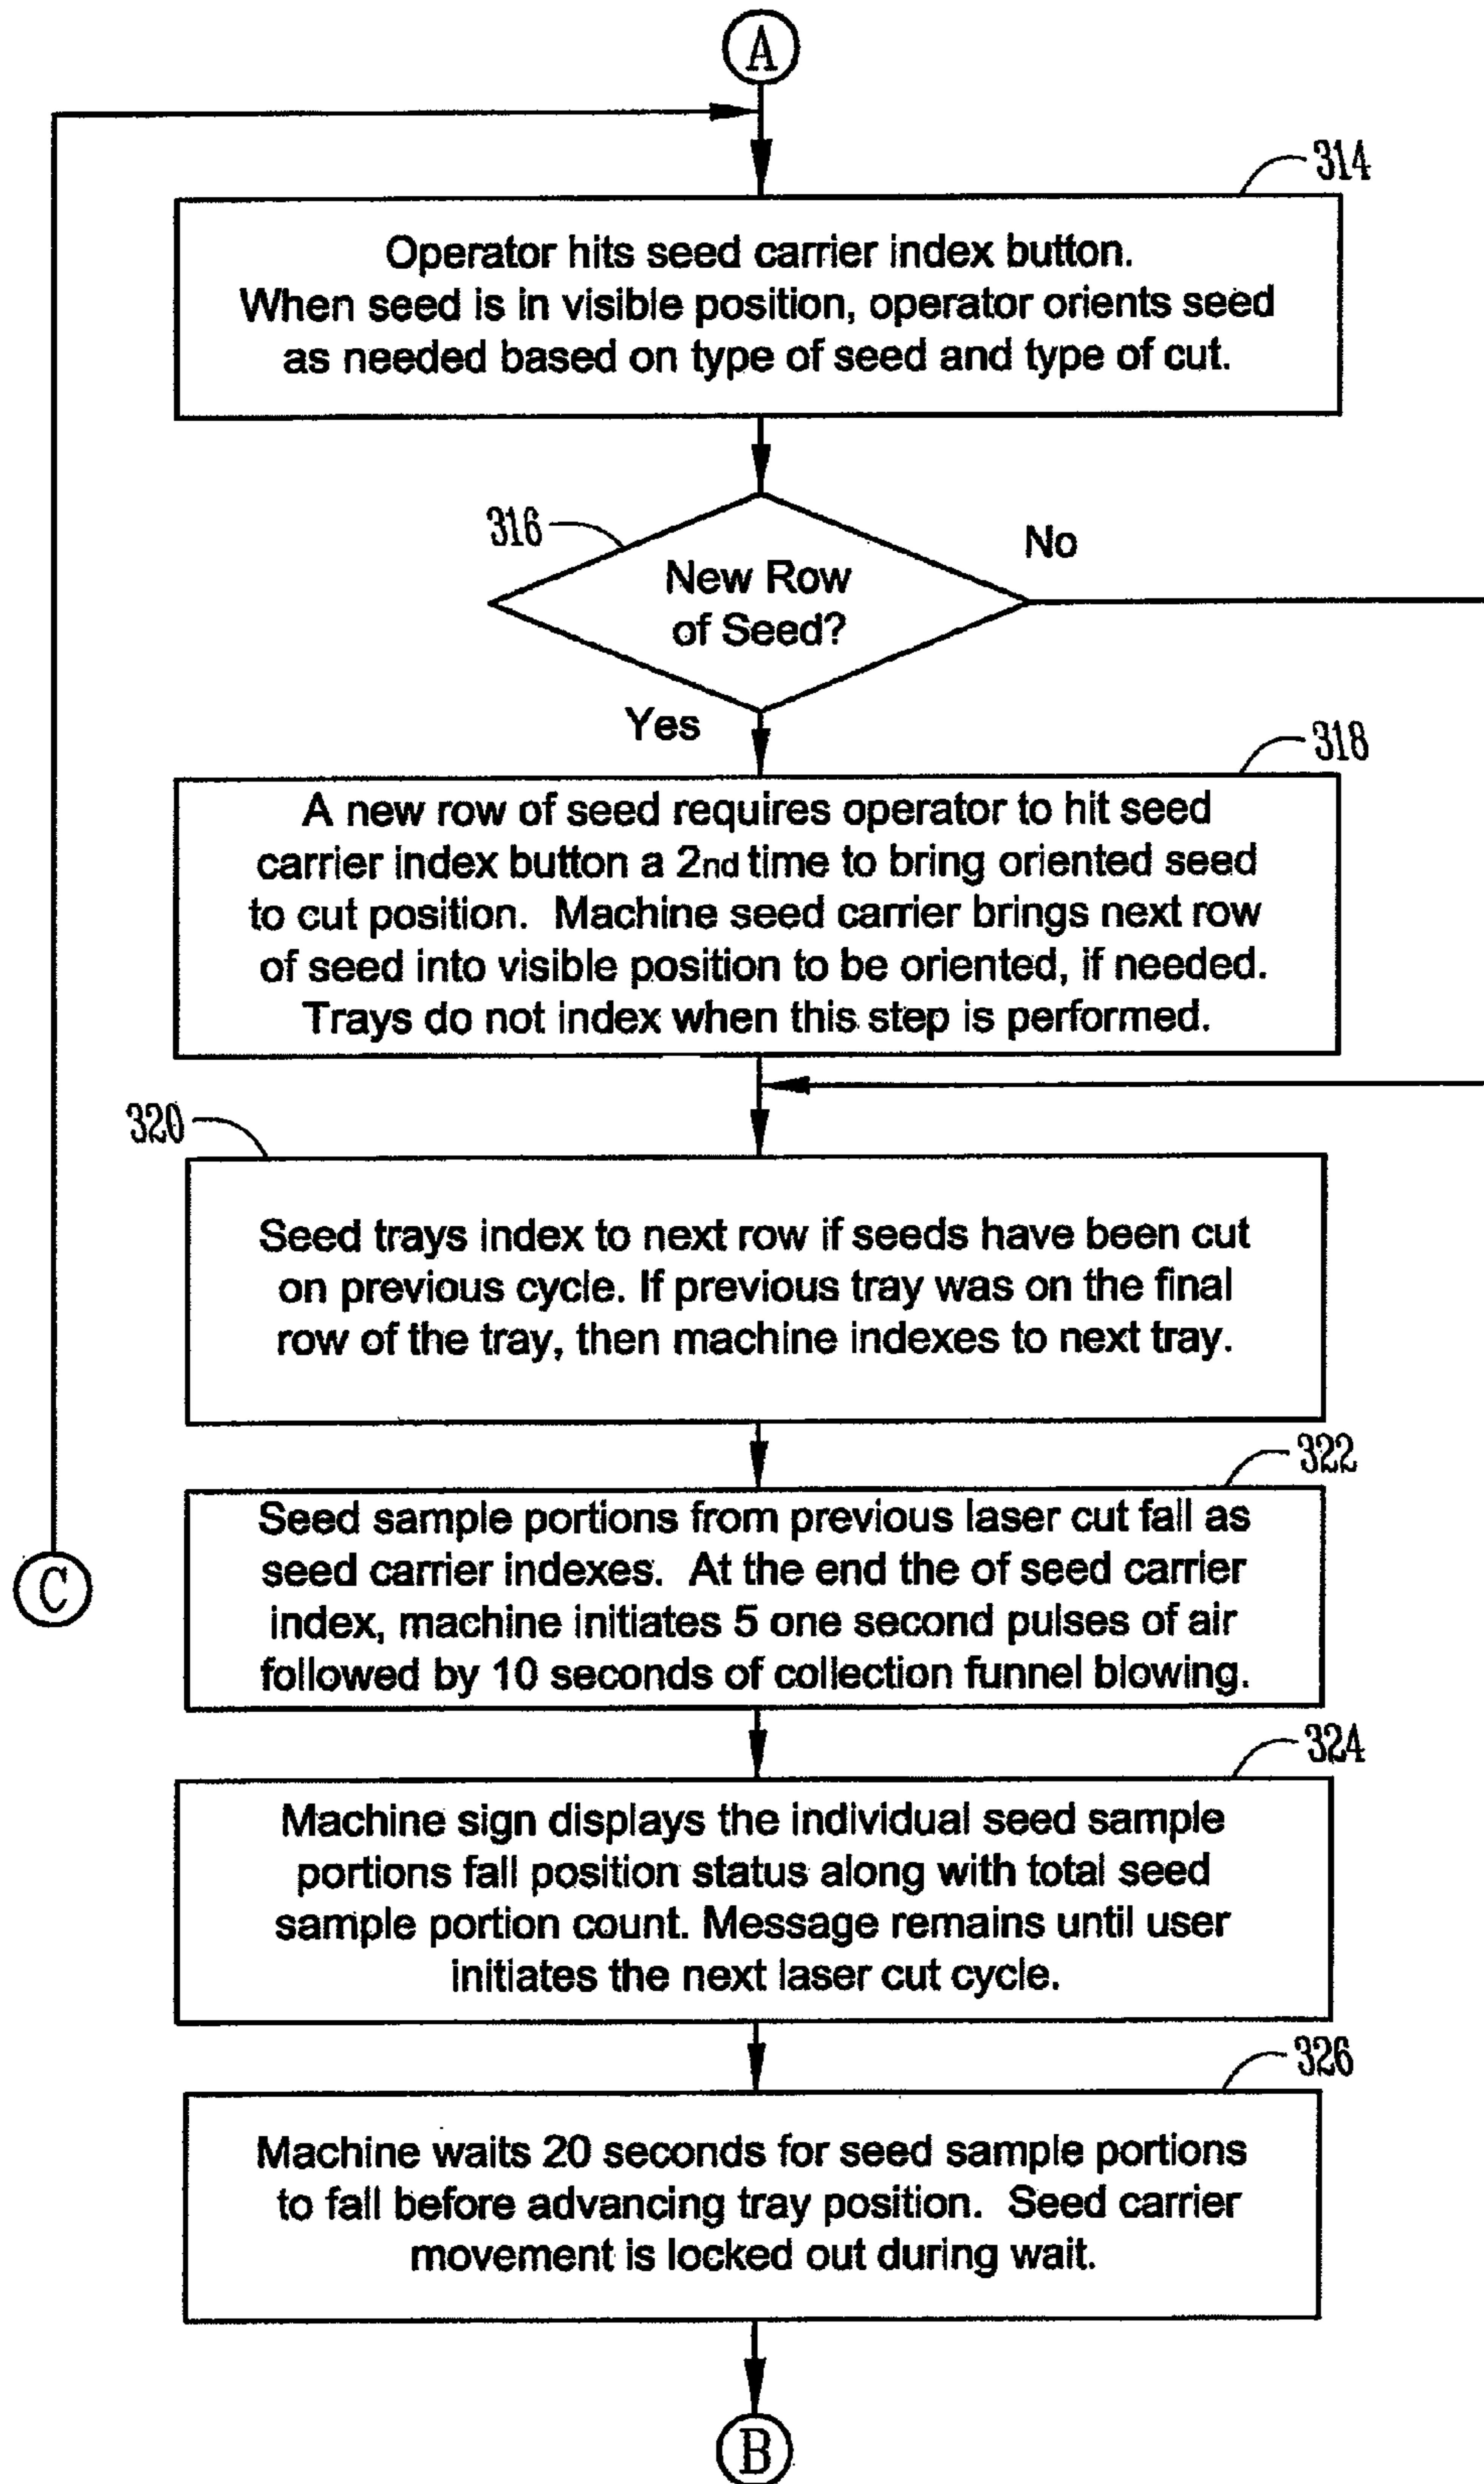 A
314
Operator hits seed carrier index button.
When seed is in visible position, operator orients seed
as needed based on type of seed and type of cut.
316
No
New Row
of Seed?
Yes
318
A new row of seed requires operator to hit seed
carrier index button a 2nd time to bring oriented seed
to cut position. Machine seed carrier brings next row
of seed into visible position to be oriented, if needed.
Trays do not index when this step is performed.
320
Seed trays index to next row if seeds have been cut
on previous cycle. If previous tray was on the final
row of the tray, then machine indexes to next tray.
322
Seed sample portions from previous laser cut fall as
seed carrier indexes. At the end the of seed carrier
index, machine initiates 5 one second pulses of air
followed by 10 seconds of collection funnel blowing.
C
324
Machine sign displays the individual seed sample
portions fall position status along with total seed
sample portion count. Message remains until user
initiates the next laser cut cycle.
326
Machine waits 20 seconds for seed sample portions
to fall before advancing tray position. Seed carrier
movement is locked out during wait.
B